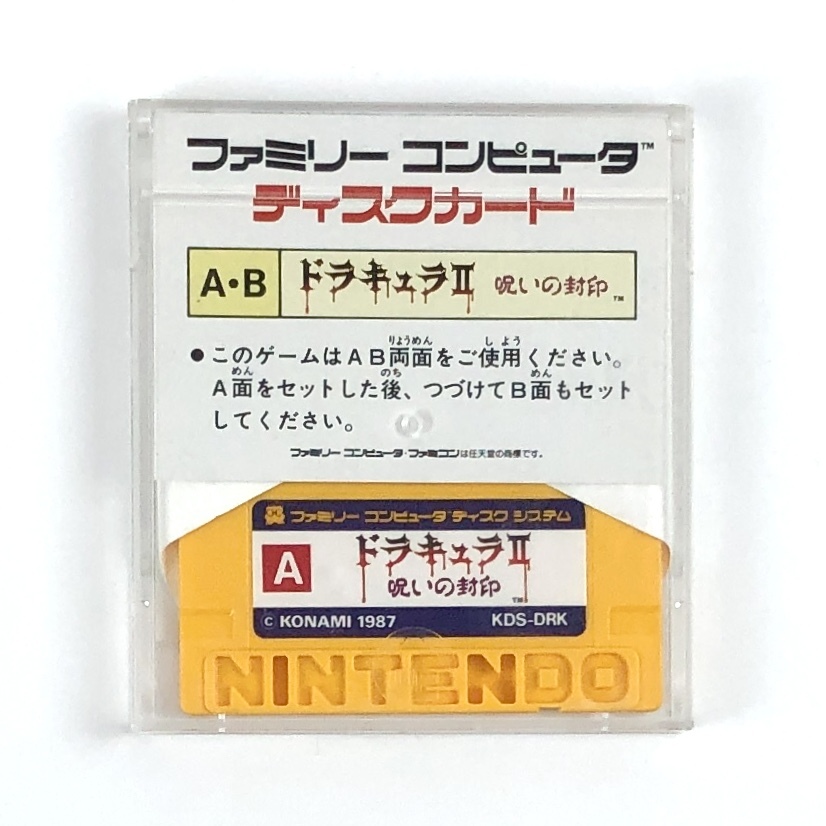 ファミリー コンピュータ™
ディスクカード
A・B ドラキュラⅡ 呪いの封印™
●このゲームはAB両面をご使用ください。
りょうめん しよう
A面をセットした後、つづけてB面もセット
めん のち めん
してください。
ファミリー コンピュータ・ファミコンは任天堂の商標です。
ファミリー コンピュータ ディスク システム
A ドラキュラⅡ
呪いの封印™
© KONAMI 1987 KDS-DRK
NINTENDO